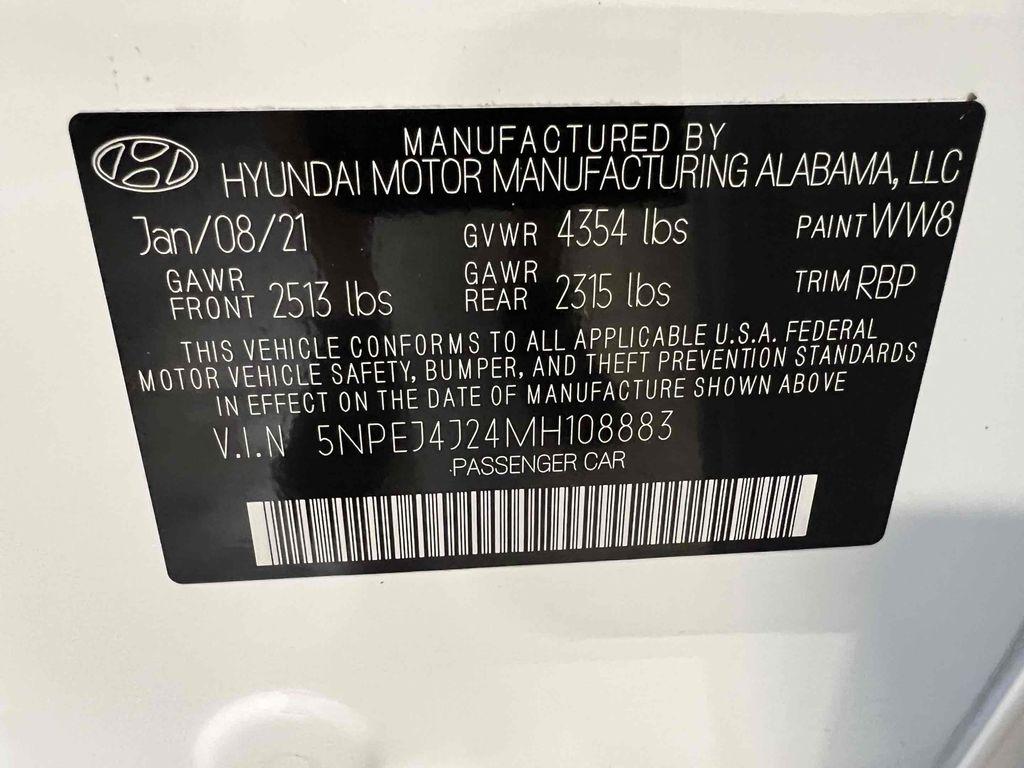 MANUFACTURED BY
HYUNDAI MOTOR MANUFACTURING ALABAMA, LLC
Jan/08/21 GVWR 4354 lbs PAINT WW8
GAWR FRONT 2513 lbs GAWR REAR 2315 lbs TRIM RBP
THIS VEHICLE CONFORMS TO ALL APPLICABLE U.S.A. FEDERAL
MOTOR VEHICLE SAFETY, BUMPER, AND THEFT PREVENTION STANDARDS
IN EFFECT ON THE DATE OF MANUFACTURE SHOWN ABOVE
V.I.N 5NPEJ4J24MH108883
PASSENGER CAR